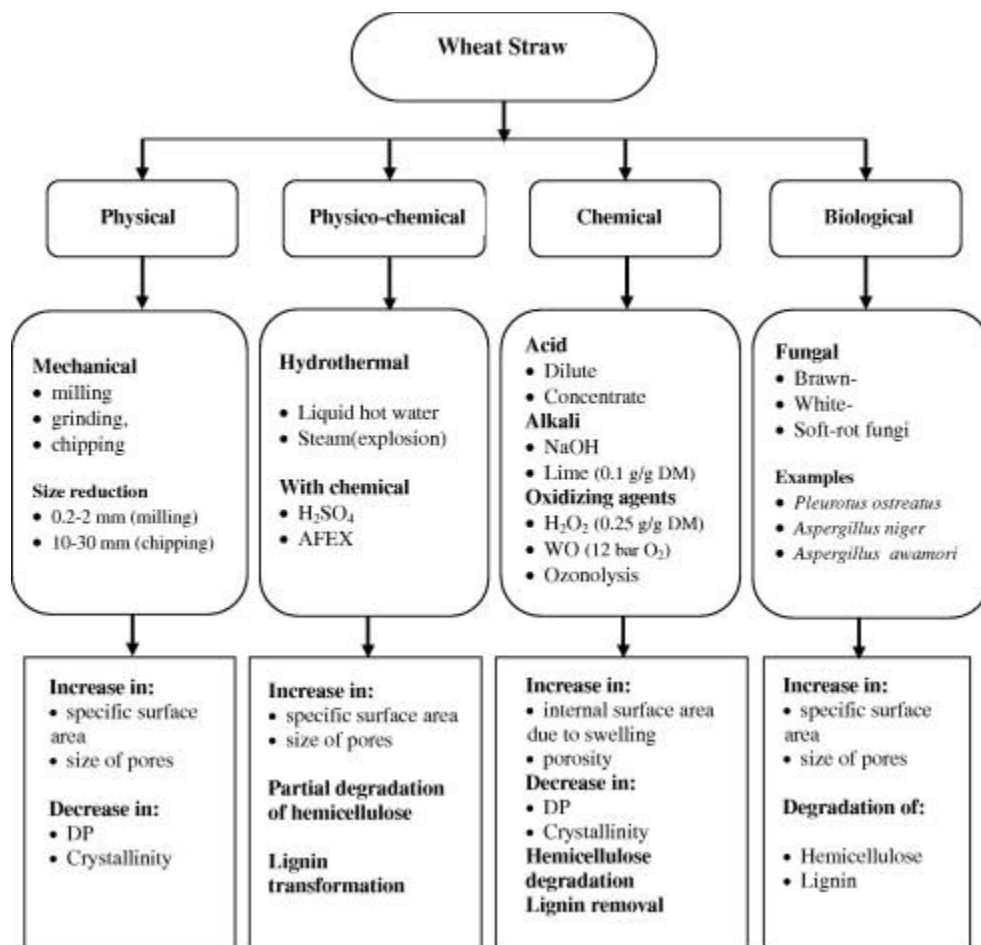 Wheat Straw
Physical
Physico-chemical
Chemical
Biological
Mechanical
• milling
• grinding,
• chipping
Size reduction
• 0.2-2 mm (milling)
• 10-30 mm (chipping)
Hydrothermal
• Liquid hot water
• Steam(explosion)
With chemical
• H₂SO₄
• AFEX
Acid
• Dilute
• Concentrate
Alkali
• NaOH
• Lime (0.1 g/g DM)
Oxidizing agents
• H₂O₂ (0.25 g/g DM)
• WO (12 bar O₂)
• Ozonolysis
Fungal
• Brawn-
• White-
• Soft-rot fungi
Examples
• Pleurotus ostreatus
• Aspergillus niger
• Aspergillus awamori
Increase in:
• specific surface
area
• size of pores
Decrease in:
• DP
• Crystallinity
Increase in:
• specific surface area
• size of pores
Partial degradation
of hemicellulose
Lignin
transformation
Increase in:
• internal surface area
due to swelling
• porosity
Decrease in:
• DP
• Crystallinity
Hemicellulose
degradation
Lignin removal
Increase in:
• specific surface
area
• size of pores
Degradation of:
• Hemicellulose
• Lignin